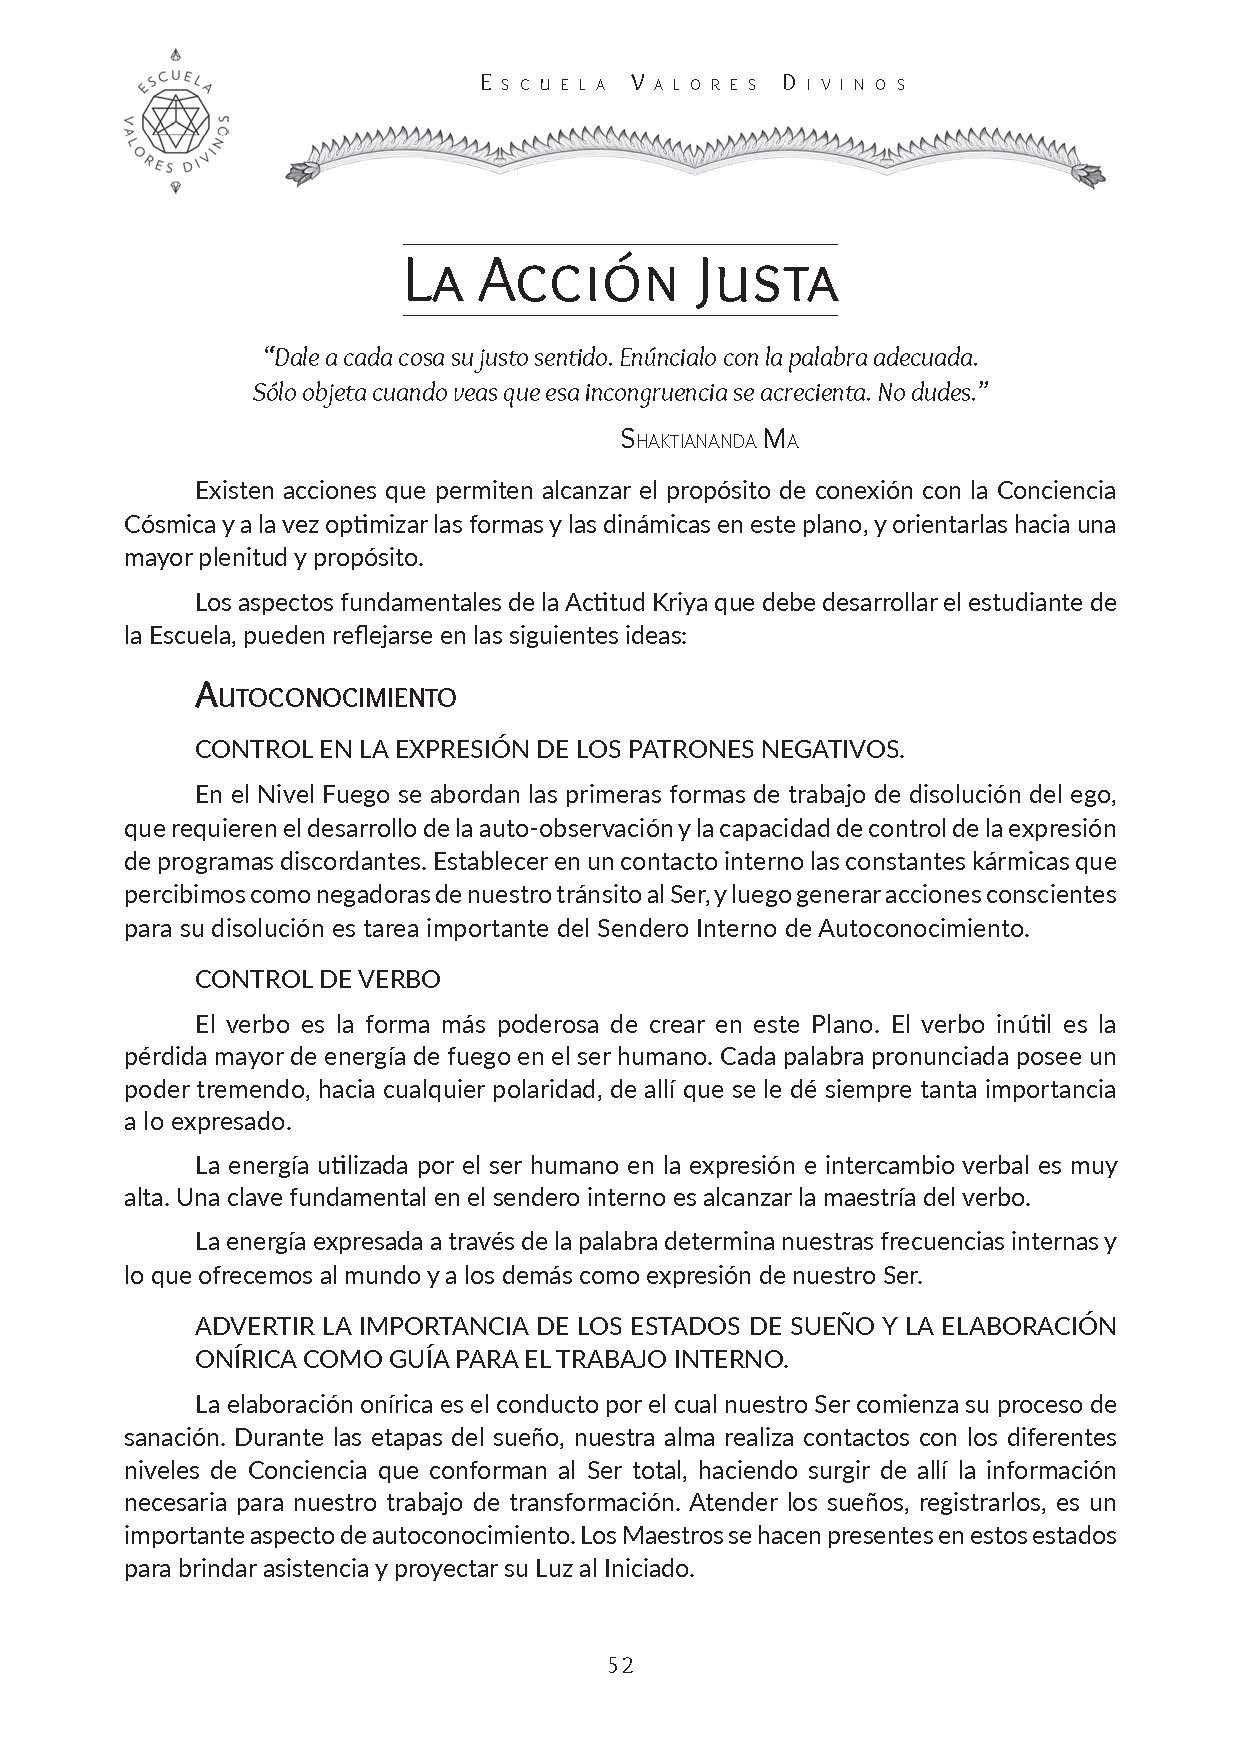 ESCUELA VALORES DIVINOS
ESCUELA
VALORES DIVINOS
LA ACCIÓN JUSTA
“Dale a cada cosa su justo sentido. Enúncialo con la palabra adecuada.
Sólo objeta cuando veas que esa incongruencia se acrecienta. No dudes.”
SHAKTIANANDA MA
Existen acciones que permiten alcanzar el propósito de conexión con la Conciencia
Cósmica y a la vez optimizar las formas y las dinámicas en este plano, y orientarlas hacia una
mayor plenitud y propósito.
Los aspectos fundamentales de la Actitud Kriya que debe desarrollar el estudiante de
la Escuela, pueden reflejarse en las siguientes ideas:
AUTOCONOCIMIENTO
CONTROL EN LA EXPRESIÓN DE LOS PATRONES NEGATIVOS.
En el Nivel Fuego se abordan las primeras formas de trabajo de disolución del ego,
que requieren el desarrollo de la auto-observación y la capacidad de control de la expresión
de programas discordantes. Establecer en un contacto interno las constantes kármicas que
percibimos como negadoras de nuestro tránsito al Ser, y luego generar acciones conscientes
para su disolución es tarea importante del Sendero Interno de Autoconocimiento.
CONTROL DE VERBO
El verbo es la forma más poderosa de crear en este Plano. El verbo inútil es la
pérdida mayor de energía de fuego en el ser humano. Cada palabra pronunciada posee un
poder tremendo, hacia cualquier polaridad, de allí que se le dé siempre tanta importancia
a lo expresado.
La energía utilizada por el ser humano en la expresión e intercambio verbal es muy
alta. Una clave fundamental en el sendero interno es alcanzar la maestría del verbo.
La energía expresada a través de la palabra determina nuestras frecuencias internas y
lo que ofrecemos al mundo y a los demás como expresión de nuestro Ser.
ADVERTIR LA IMPORTANCIA DE LOS ESTADOS DE SUEÑO Y LA ELABORACIÓN
ONÍRICA COMO GUÍA PARA EL TRABAJO INTERNO.
La elaboración onírica es el conducto por el cual nuestro Ser comienza su proceso de
sanación. Durante las etapas del sueño, nuestra alma realiza contactos con los diferentes
niveles de Conciencia que conforman al Ser total, haciendo surgir de allí la información
necesaria para nuestro trabajo de transformación. Atender los sueños, registrarlos, es un
importante aspecto de autoconocimiento. Los Maestros se hacen presentes en estos estados
para brindar asistencia y proyectar su Luz al Iniciado.
52